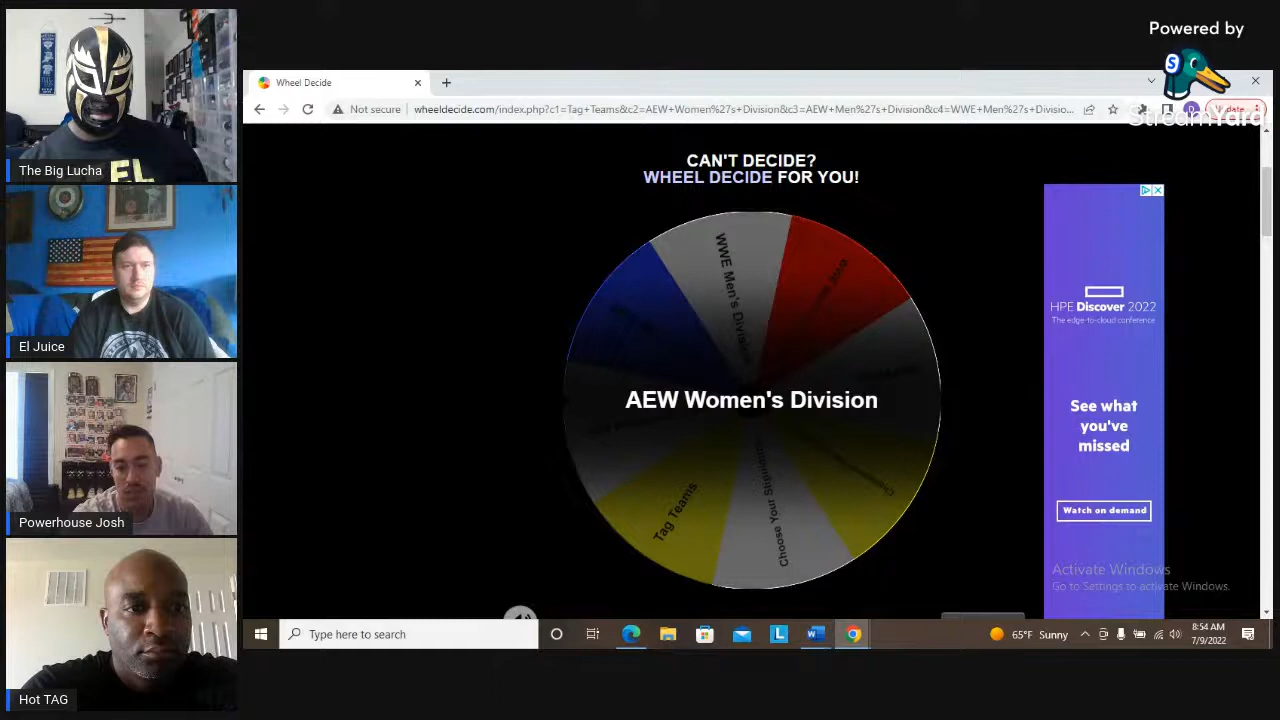 Powered by
S
StreamYard
Wheel Decide
Not secure
wheeldecide.com/index.php?c1=Tag+Teams&c2=AEW+Women%27s+Division&c3=AEW+Men%27s+Division&c4=WWE+Men%27s+Divisio...
CAN'T DECIDE?
WHEEL DECIDE FOR YOU!
WWE Men's Division
AEW Women's Division
Tag Teams
Choose Your Stipulation
HPE Discover 2022
The edge-to-cloud conference
See what
you've
missed
Watch on demand
Activate Windows
Go to Settings to activate Windows.
Type here to search
L
W
65°F Sunny
8:54 AM
7/9/2022
EL
The Big Lucha
El Juice
Powerhouse Josh
Hot TAG